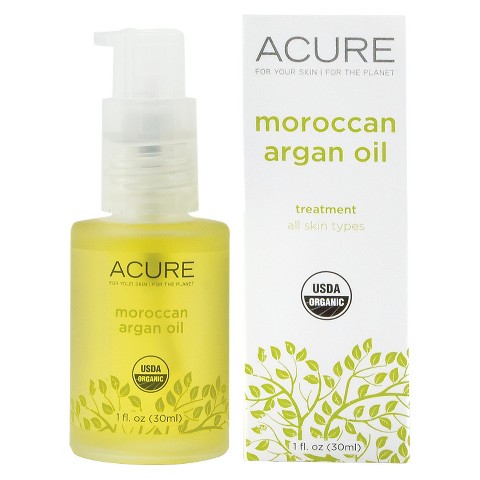 ACURE
FOR YOUR SKIN | FOR THE PLANET
moroccan
argan oil
USDA
ORGANIC
1 fl. oz (30ml)
ACURE
FOR YOUR SKIN | FOR THE PLANET
moroccan
argan oil
treatment
all skin types
USDA
ORGANIC
1 fl. oz (30ml)